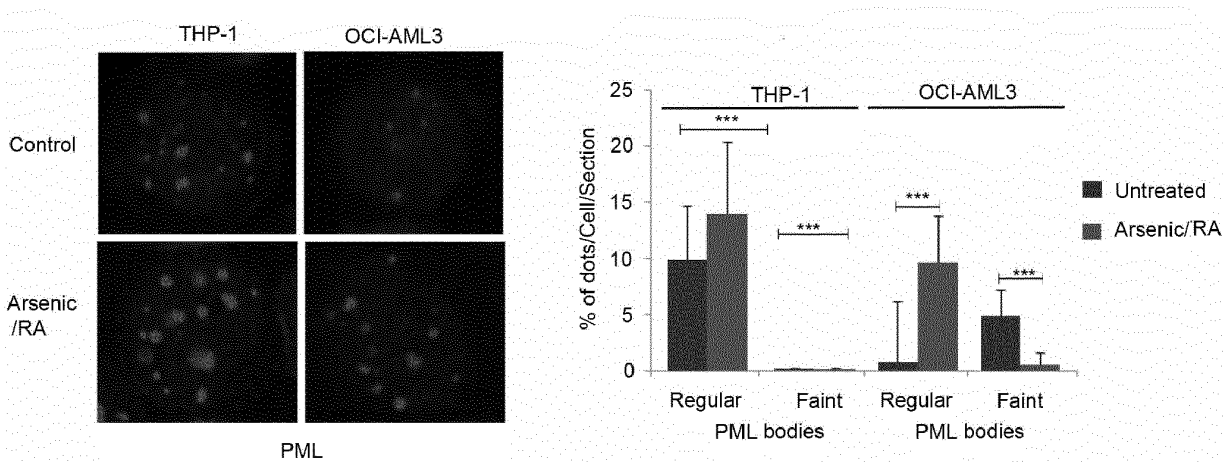 THP-1 OCI-AML3
Control
Arsenic
/RA
PML
% of dots/Cell/Section
25
20
15
10
5
0
THP-1 OCI-AML3
***
***
***
***
Regular Faint Regular Faint
PML bodies PML bodies
Untreated
Arsenic/RA